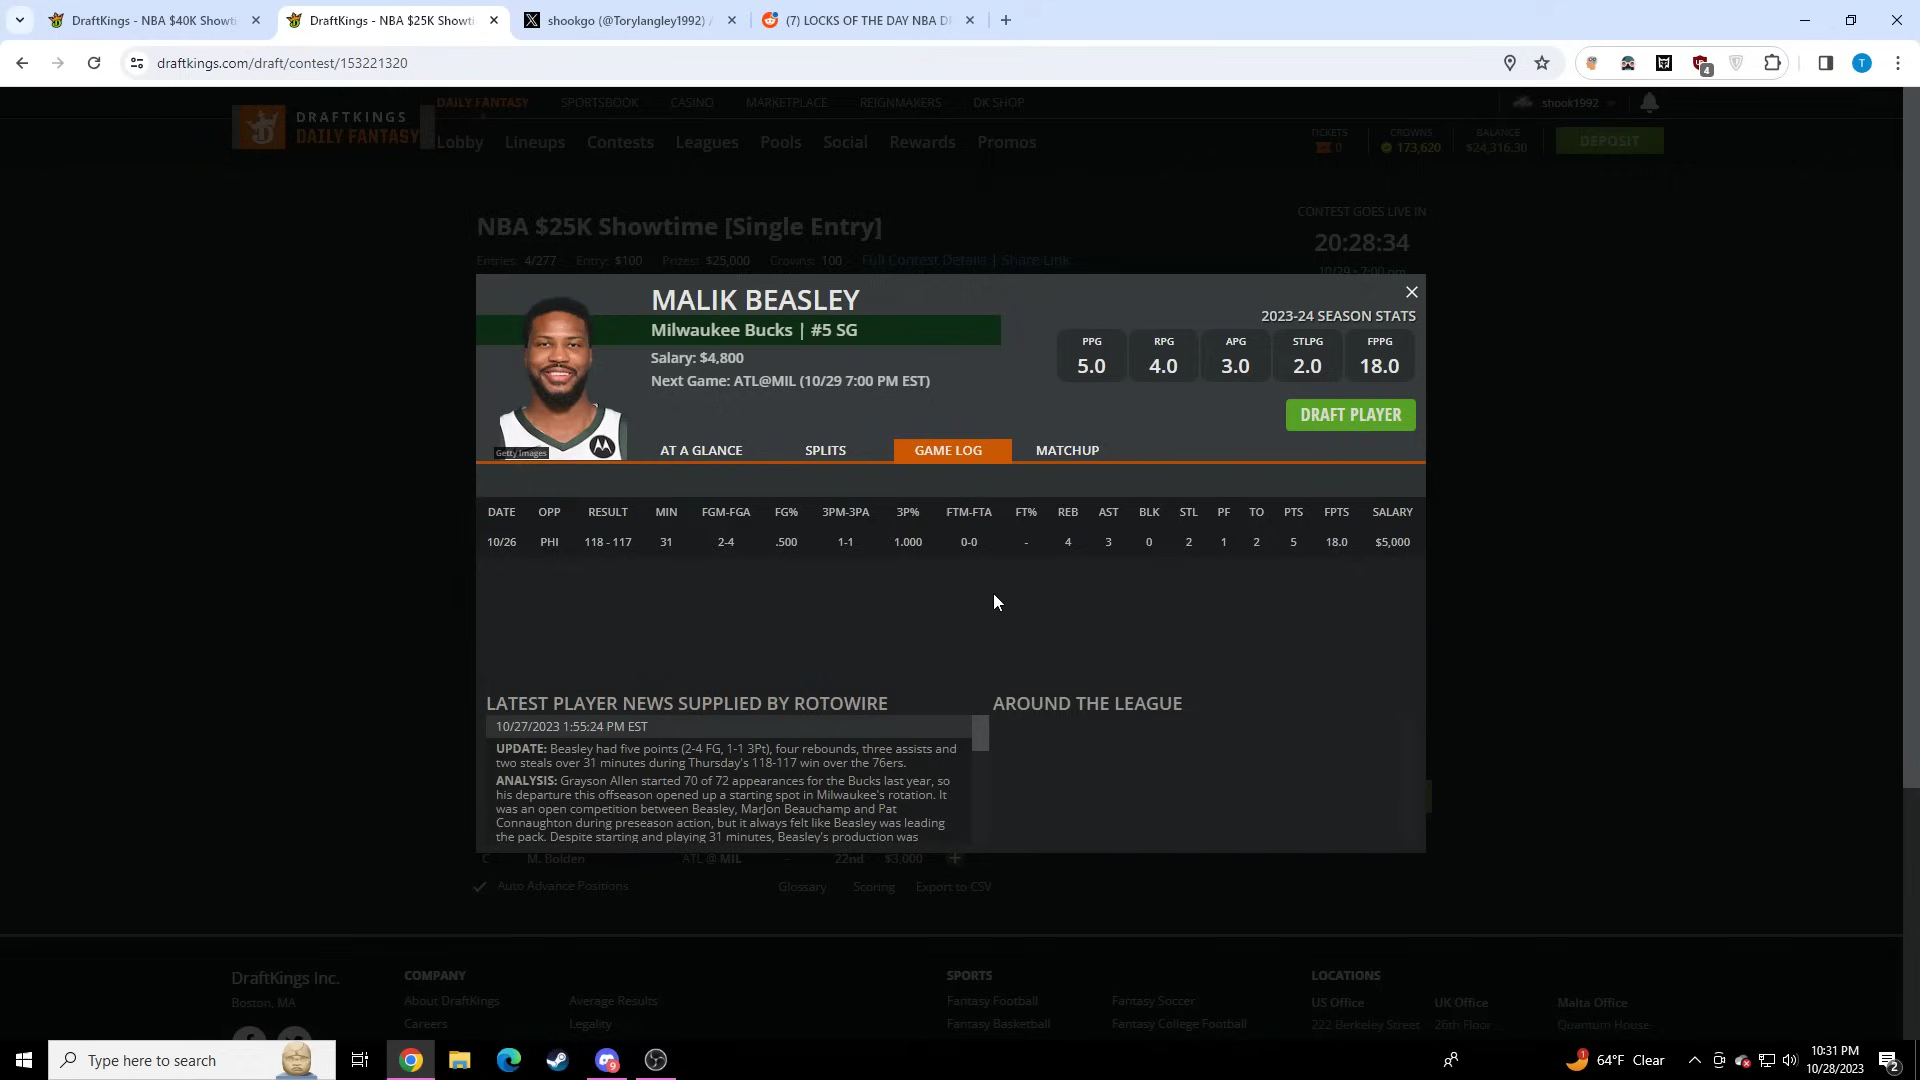 DraftKings - NBA $40K Showti
DraftKings - NBA $25K Showti
shookgo (@Torylangley1992) /
(7) LOCKS OF THE DAY NBA D
draftkings.com/draft/contest/153221320
4
T
DRAFTKINGS
DAILY FANTASY
DAILY FANTASY SPORTSBOOK CASINO MARKETPLACE REIGNMAKERS DK SHOP
shook1992
Lobby Lineups Contests Leagues Pools Social Rewards Promos
TICKETS CROWNS BALANCE
0 173,620 $24,316.30
DEPOSIT
NBA $25K Showtime [Single Entry]
CONTEST GOES LIVE IN
20:28:34
10/29 - 7:00 pm
Entries: 4/277 Entry: $100 Prizes: $25,000 Crowns: 100 Full Contest Details | Share Link
MALIK BEASLEY
Milwaukee Bucks | #5 SG
Salary: $4,800
Next Game: ATL@MIL (10/29 7:00 PM EST)
Getty Images
2023-24 SEASON STATS
PPG RPG APG STLPG FPPG
5.0 4.0 3.0 2.0 18.0
DRAFT PLAYER
AT A GLANCE SPLITS GAME LOG MATCHUP
DATE OPP RESULT MIN FGM-FGA FG% 3PM-3PA 3P% FTM-FTA FT% REB AST BLK STL PF TO PTS FPTS SALARY
10/26 PHI 118 - 117 31 2-4 .500 1-1 1.000 0-0 - 4 3 0 2 1 2 5 18.0 $5,000
LATEST PLAYER NEWS SUPPLIED BY ROTOWIRE
10/27/2023 1:55:24 PM EST
UPDATE: Beasley had five points (2-4 FG, 1-1 3Pt), four rebounds, three assists and
two steals over 31 minutes during Thursday's 118-117 win over the 76ers.
ANALYSIS: Grayson Allen started 70 of 72 appearances for the Bucks last year, so
his departure this offseason opened up a starting spot in Milwaukee's rotation. It
was an open competition between Beasley, MarJon Beauchamp and Pat
Connaughton during preseason action, but it always felt like Beasley was leading
the pack. Despite starting and playing 31 minutes, Beasley's production was
AROUND THE LEAGUE
C M. Bolden ATL @ MIL - 22nd $3,000 +
Auto Advance Positions Glossary Scoring Export to CSV
DraftKings Inc.
Boston, MA
COMPANY
About DraftKings Average Results
Careers Legality
SPORTS
Fantasy Football Fantasy Soccer
Fantasy Basketball Fantasy College Football
LOCATIONS
US Office UK Office Malta Office
222 Berkeley Street 26th Floor Quantum House
Type here to search
9
1
64°F Clear
10:31 PM
10/28/2023
2